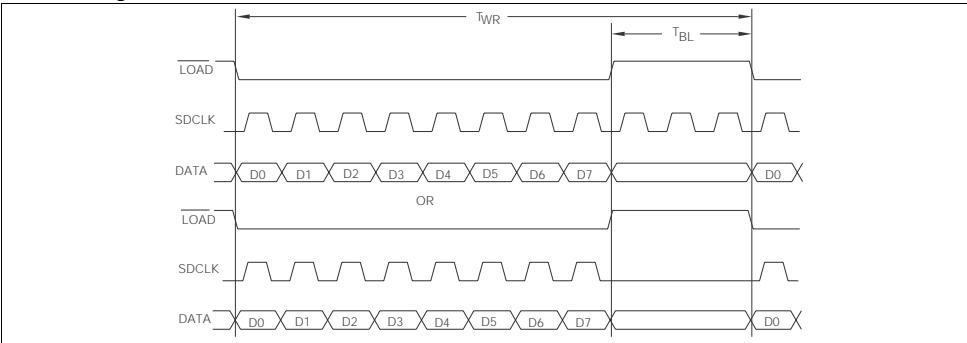 TWR
TBL
LOAD
SDCLK
DATA D0 D1 D2 D3 D4 D5 D6 D7 D0
OR
LOAD
SDCLK
DATA D0 D1 D2 D3 D4 D5 D6 D7 D0